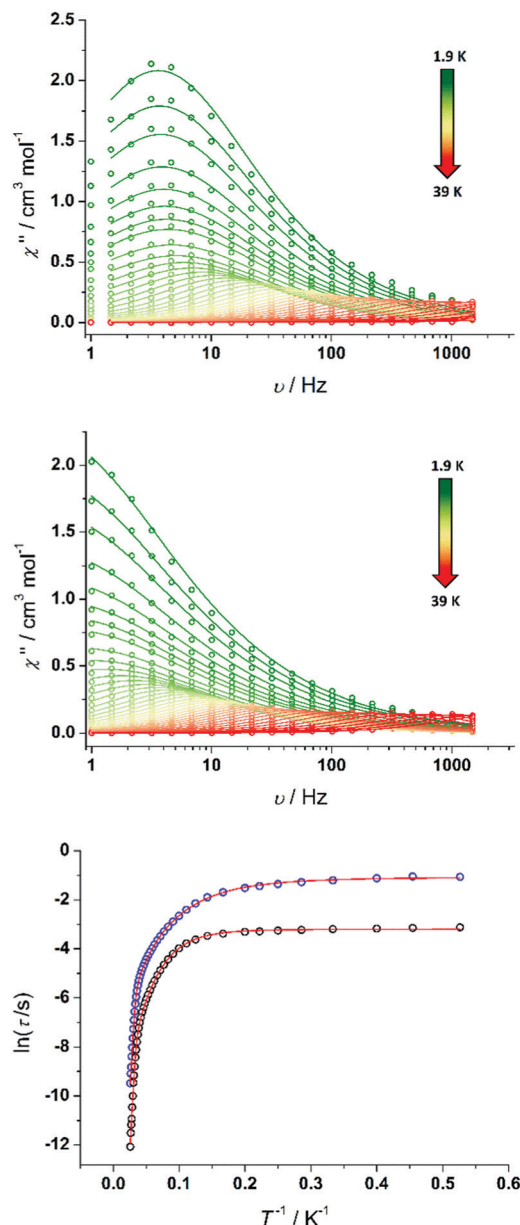 2.5
2.0
1.5
1.0
0.5
0.0
χ'' / cm³ mol⁻¹
1.9 K
39 K
1 10 100 1000
υ / Hz
2.0
1.5
1.0
0.5
0.0
χ'' / cm³ mol⁻¹
1.9 K
39 K
1 10 100 1000
υ / Hz
0
-2
-4
-6
-8
-10
-12
ln(τ/s)
0.0 0.1 0.2 0.3 0.4 0.5 0.6
T⁻¹ / K⁻¹